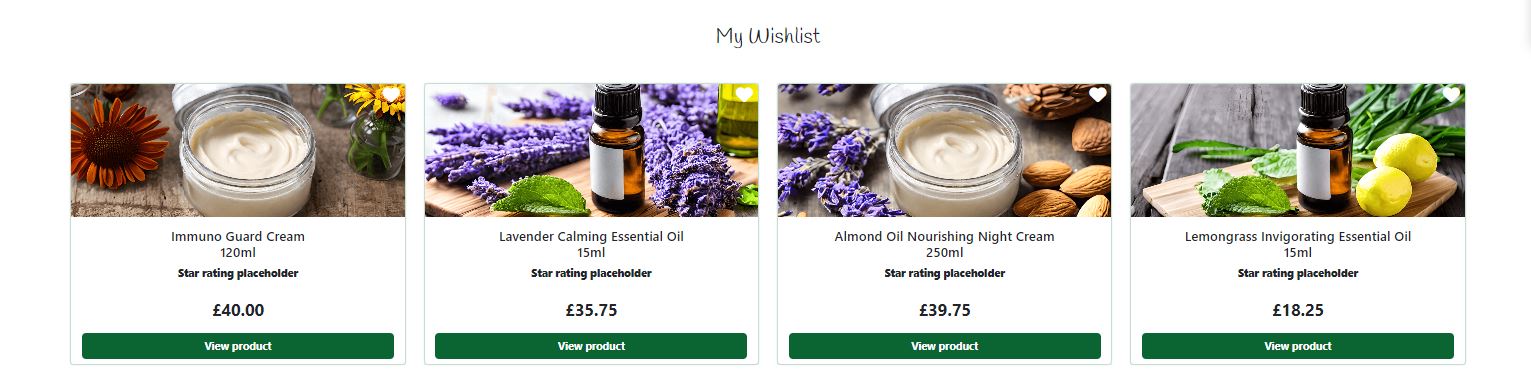 My Wishlist
Immuno Guard Cream
120ml
Star rating placeholder
£40.00
View product
Lavender Calming Essential Oil
15ml
Star rating placeholder
£35.75
View product
Almond Oil Nourishing Night Cream
250ml
Star rating placeholder
£39.75
View product
Lemongrass Invigorating Essential Oil
15ml
Star rating placeholder
£18.25
View product